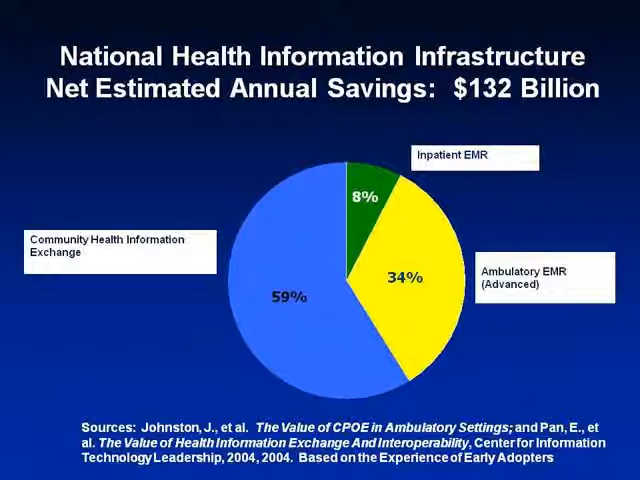 National Health Information Infrastructure
Net Estimated Annual Savings: $132 Billion
Inpatient EMR
8%
Community Health Information
Exchange
34%
Ambulatory EMR
(Advanced)
59%
Sources: Johnston, J., et al. The Value of CPOE in Ambulatory Settings; and Pan, E., et
al. The Value of Health Information Exchange And Interoperability, Center for Information
Technology Leadership, 2004, 2004. Based on the Experience of Early Adopters